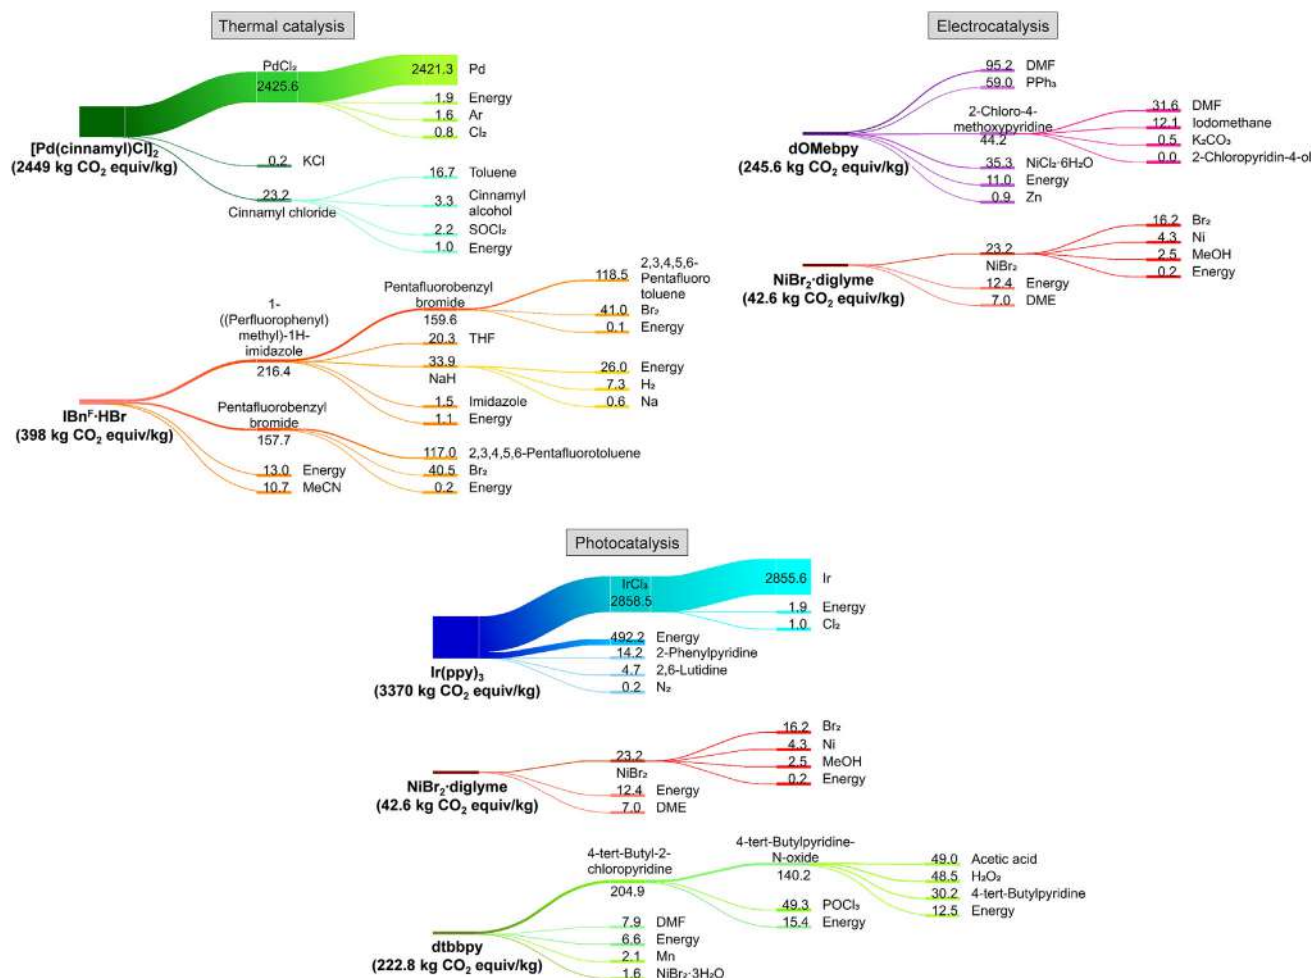 Thermal catalysis
PdCl₂
2425.6
2421.3 Pd
1.9 Energy
1.6 Ar
0.8 Cl₂
[Pd(cinnamyl)Cl]₂
(2449 kg CO₂ equiv/kg)
0.2 KCl
23.2
Cinnamyl chloride
16.7 Toluene
3.3 Cinnamyl
alcohol
2.2 SOCl₂
1.0 Energy
1-
((Perfluorophenyl)
methyl)-1H-
imidazole
216.4
Pentafluorobenzyl
bromide
159.6
118.5 2,3,4,5,6-
Pentafluoro
toluene
41.0 Br₂
0.1 Energy
20.3 THF
33.9
NaH
26.0 Energy
7.3 H₂
0.6 Na
1.5 Imidazole
1.1 Energy
IBnᶠ·HBr
(398 kg CO₂ equiv/kg)
Pentafluorobenzyl
bromide
157.7
117.0 2,3,4,5,6-Pentafluorotoluene
40.5 Br₂
0.2 Energy
13.0 Energy
10.7 MeCN
Electrocatalysis
95.2 DMF
59.0 PPh₃
2-Chloro-4-
methoxypyridine
44.2
31.6 DMF
12.1 Iodomethane
0.5 K₂CO₃
0.0 2-Chloropyridin-4-ol
dOMebpy
(245.6 kg CO₂ equiv/kg)
35.3 NiCl₂·6H₂O
11.0 Energy
0.9 Zn
23.2
NiBr₂
16.2 Br₂
4.3 Ni
2.5 MeOH
0.2 Energy
NiBr₂·diglyme
(42.6 kg CO₂ equiv/kg)
12.4 Energy
7.0 DME
Photocatalysis
IrCl₃
2858.5
2855.6 Ir
1.9 Energy
1.0 Cl₂
492.2 Energy
14.2 2-Phenylpyridine
4.7 2,6-Lutidine
0.2 N₂
Ir(ppy)₃
(3370 kg CO₂ equiv/kg)
23.2
NiBr₂
16.2 Br₂
4.3 Ni
2.5 MeOH
0.2 Energy
NiBr₂·diglyme
(42.6 kg CO₂ equiv/kg)
12.4 Energy
7.0 DME
4-tert-Butyl-2-
chloropyridine
204.9
4-tert-Butylpyridine-
N-oxide
140.2
49.0 Acetic acid
48.5 H₂O₂
30.2 4-tert-Butylpyridine
12.5 Energy
49.3 POCl₃
15.4 Energy
dtbbpy
(222.8 kg CO₂ equiv/kg)
7.9 DMF
6.6 Energy
2.1 Mn
1.6 NiBr₂·3H₂O